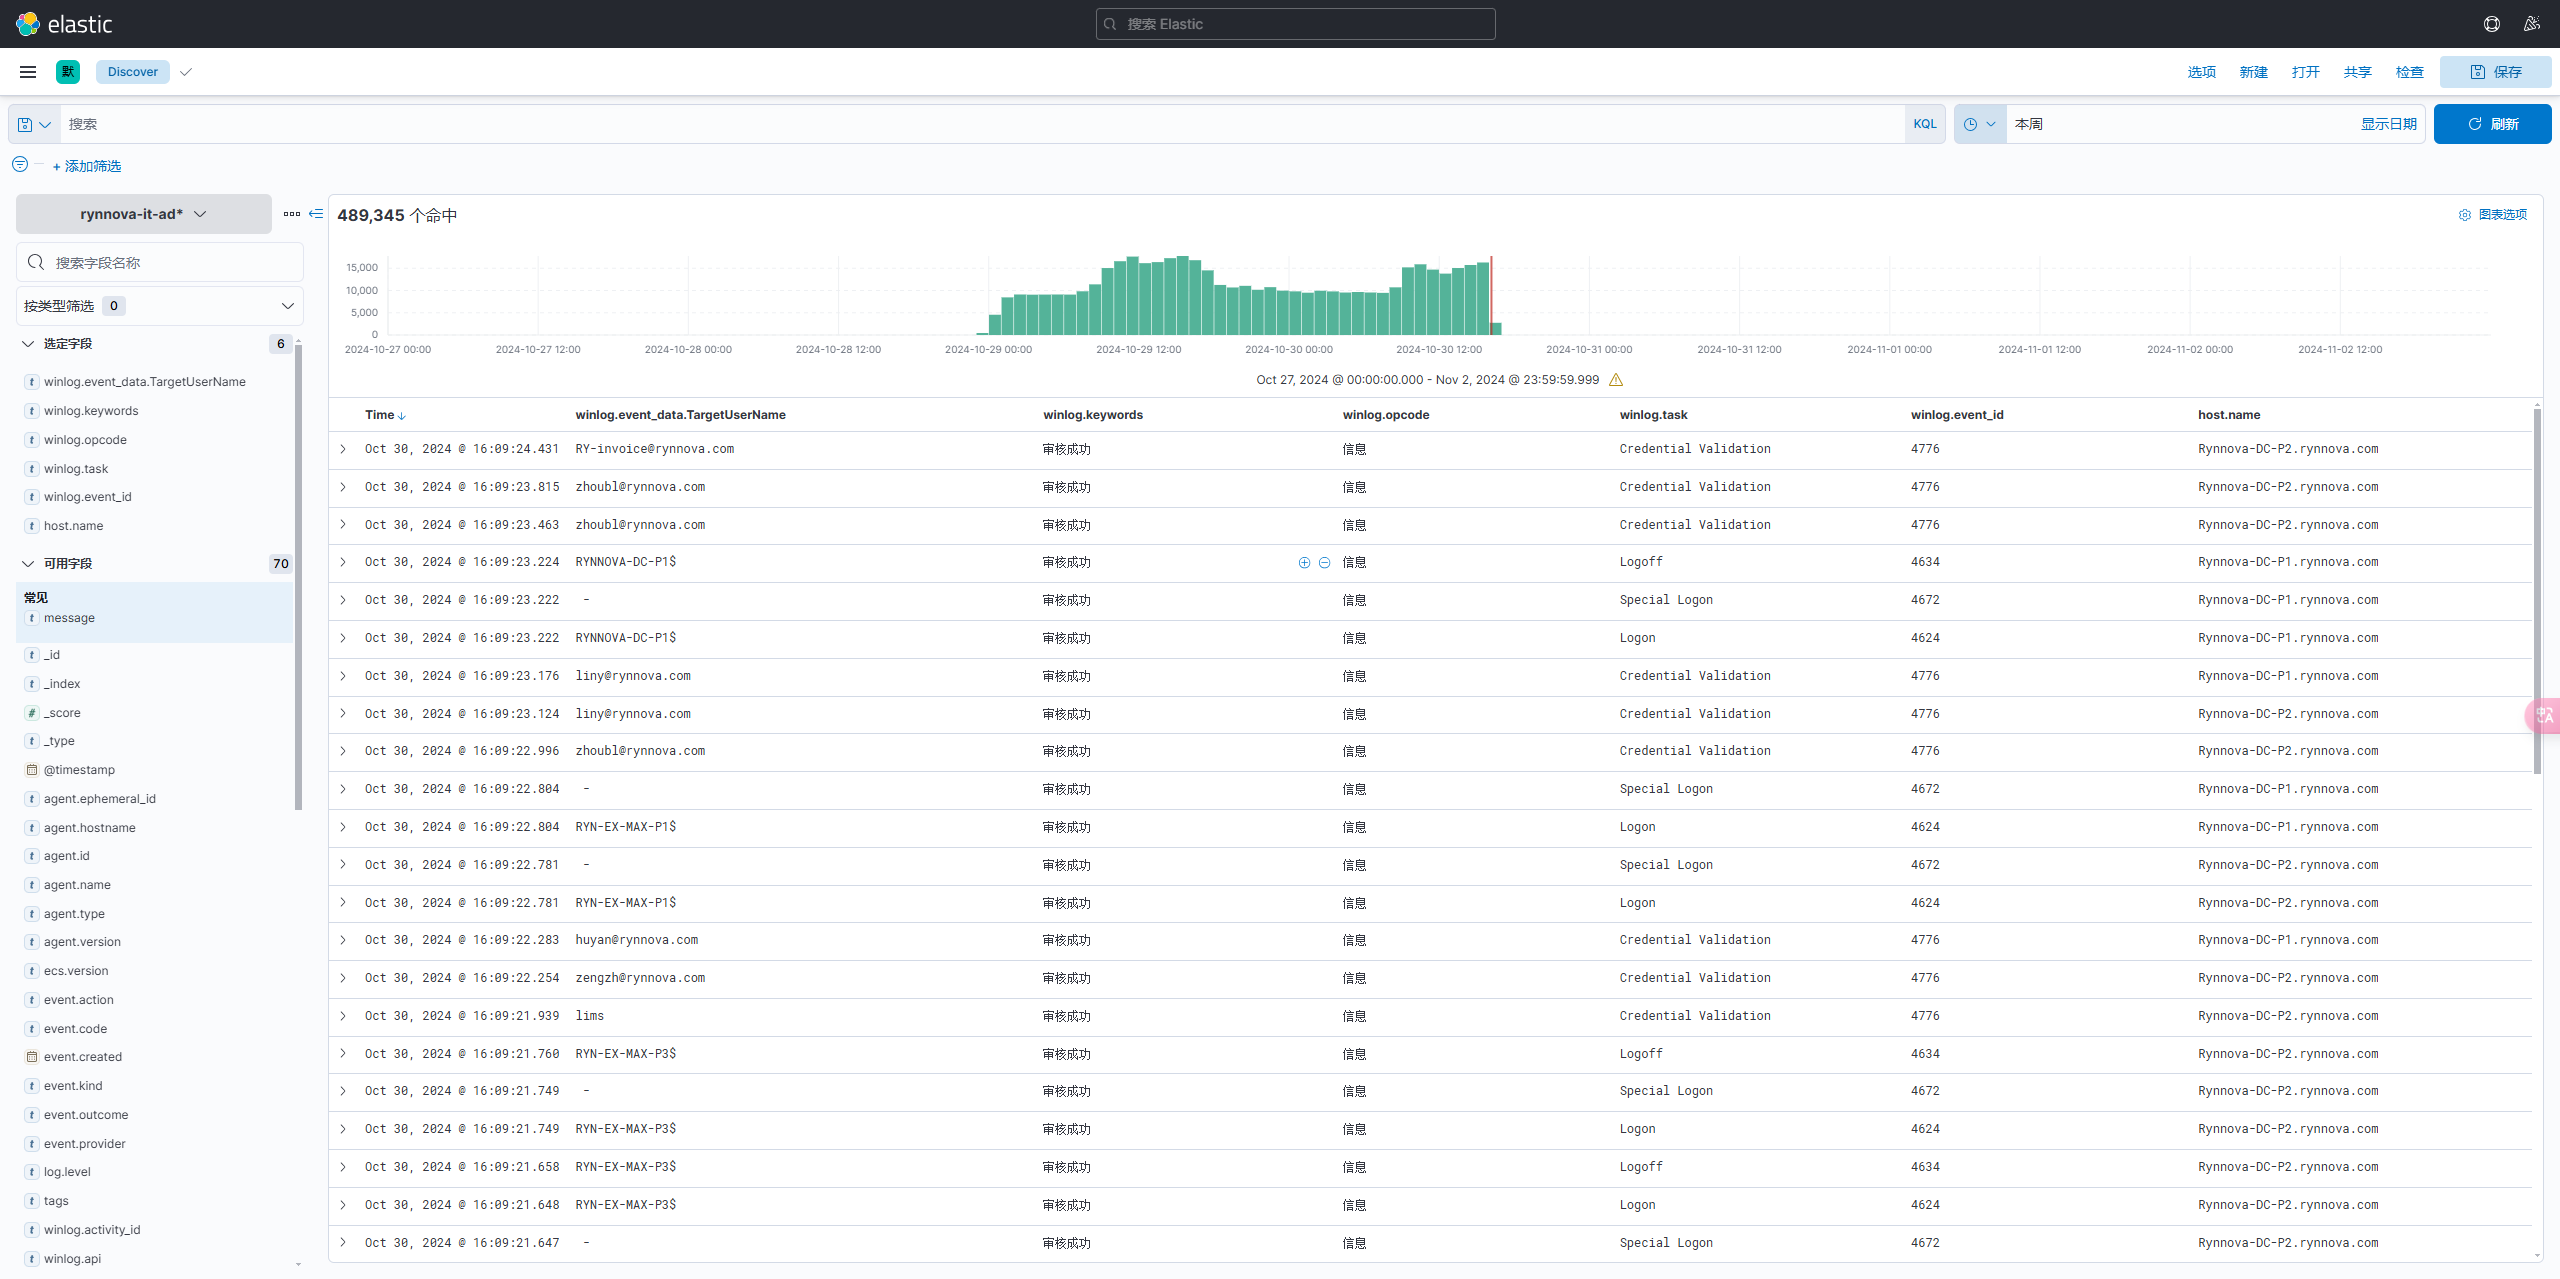 elastic
搜索 Elastic
默 Discover
选项 新建 打开 共享 检查 保存
搜索 KQL 本周 显示日期 刷新
+ 添加筛选
rynnova-it-ad*
搜索字段名称
按类型筛选 0
选定字段 6
t winlog.event_data.TargetUserName
t winlog.keywords
t winlog.opcode
t winlog.task
t winlog.event_id
t host.name
可用字段 70
常见
t message
t _id
t _index
# _score
t _type
@timestamp
t agent.ephemeral_id
t agent.hostname
t agent.id
t agent.name
t agent.type
t agent.version
t ecs.version
t event.action
t event.code
event.created
t event.kind
t event.outcome
t event.provider
t log.level
t tags
t winlog.activity_id
t winlog.api
489,345 个命中
图表选项
15,000
10,000
5,000
0
2024-10-27 00:00 2024-10-27 12:00 2024-10-28 00:00 2024-10-28 12:00 2024-10-29 00:00 2024-10-29 12:00 2024-10-30 00:00 2024-10-30 12:00 2024-10-31 00:00 2024-10-31 12:00 2024-11-01 00:00 2024-11-01 12:00 2024-11-02 00:00 2024-11-02 12:00
Oct 27, 2024 @ 00:00:00.000 - Nov 2, 2024 @ 23:59:59.999
Time winlog.event_data.TargetUserName winlog.keywords winlog.opcode winlog.task winlog.event_id host.name
Oct 30, 2024 @ 16:09:24.431 RY-invoice@rynnova.com 审核成功 信息 Credential Validation 4776 Rynnova-DC-P2.rynnova.com
Oct 30, 2024 @ 16:09:23.815 zhoubl@rynnova.com 审核成功 信息 Credential Validation 4776 Rynnova-DC-P2.rynnova.com
Oct 30, 2024 @ 16:09:23.463 zhoubl@rynnova.com 审核成功 信息 Credential Validation 4776 Rynnova-DC-P2.rynnova.com
Oct 30, 2024 @ 16:09:23.224 RYNNOVA-DC-P1$ 审核成功 信息 Logoff 4634 Rynnova-DC-P1.rynnova.com
Oct 30, 2024 @ 16:09:23.222 - 审核成功 信息 Special Logon 4672 Rynnova-DC-P1.rynnova.com
Oct 30, 2024 @ 16:09:23.222 RYNNOVA-DC-P1$ 审核成功 信息 Logon 4624 Rynnova-DC-P1.rynnova.com
Oct 30, 2024 @ 16:09:23.176 liny@rynnova.com 审核成功 信息 Credential Validation 4776 Rynnova-DC-P1.rynnova.com
Oct 30, 2024 @ 16:09:23.124 liny@rynnova.com 审核成功 信息 Credential Validation 4776 Rynnova-DC-P2.rynnova.com
Oct 30, 2024 @ 16:09:22.996 zhoubl@rynnova.com 审核成功 信息 Credential Validation 4776 Rynnova-DC-P2.rynnova.com
Oct 30, 2024 @ 16:09:22.804 - 审核成功 信息 Special Logon 4672 Rynnova-DC-P1.rynnova.com
Oct 30, 2024 @ 16:09:22.804 RYN-EX-MAX-P1$ 审核成功 信息 Logon 4624 Rynnova-DC-P1.rynnova.com
Oct 30, 2024 @ 16:09:22.781 - 审核成功 信息 Special Logon 4672 Rynnova-DC-P2.rynnova.com
Oct 30, 2024 @ 16:09:22.781 RYN-EX-MAX-P1$ 审核成功 信息 Logon 4624 Rynnova-DC-P2.rynnova.com
Oct 30, 2024 @ 16:09:22.283 huyan@rynnova.com 审核成功 信息 Credential Validation 4776 Rynnova-DC-P1.rynnova.com
Oct 30, 2024 @ 16:09:22.254 zengzh@rynnova.com 审核成功 信息 Credential Validation 4776 Rynnova-DC-P2.rynnova.com
Oct 30, 2024 @ 16:09:21.939 lims 审核成功 信息 Credential Validation 4776 Rynnova-DC-P2.rynnova.com
Oct 30, 2024 @ 16:09:21.760 RYN-EX-MAX-P3$ 审核成功 信息 Logoff 4634 Rynnova-DC-P2.rynnova.com
Oct 30, 2024 @ 16:09:21.749 - 审核成功 信息 Special Logon 4672 Rynnova-DC-P2.rynnova.com
Oct 30, 2024 @ 16:09:21.749 RYN-EX-MAX-P3$ 审核成功 信息 Logon 4624 Rynnova-DC-P2.rynnova.com
Oct 30, 2024 @ 16:09:21.658 RYN-EX-MAX-P3$ 审核成功 信息 Logoff 4634 Rynnova-DC-P2.rynnova.com
Oct 30, 2024 @ 16:09:21.648 RYN-EX-MAX-P3$ 审核成功 信息 Logon 4624 Rynnova-DC-P2.rynnova.com
Oct 30, 2024 @ 16:09:21.647 - 审核成功 信息 Special Logon 4672 Rynnova-DC-P2.rynnova.com